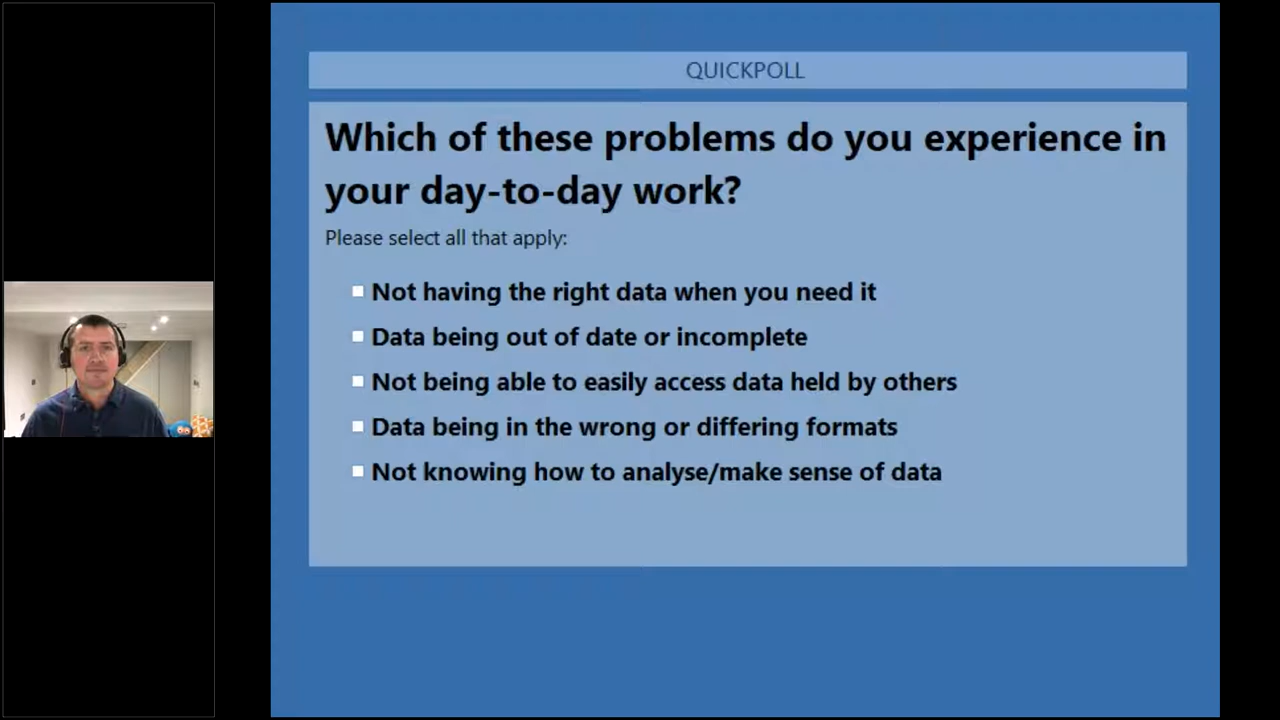 QUICKPOLL
Which of these problems do you experience in
your day-to-day work?
Please select all that apply:
Not having the right data when you need it
Data being out of date or incomplete
Not being able to easily access data held by others
Data being in the wrong or differing formats
Not knowing how to analyse/make sense of data